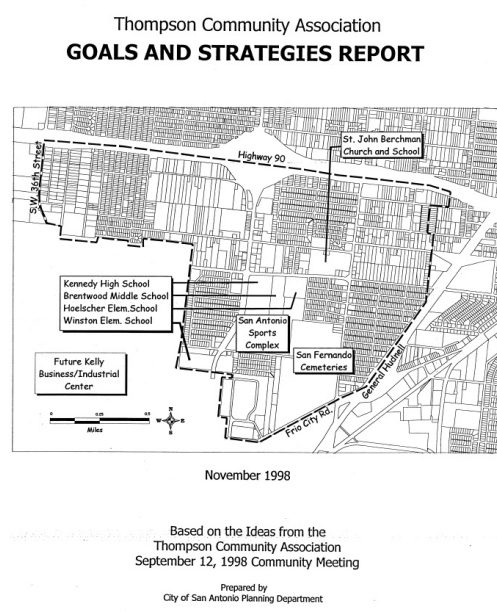 Thompson Community Association
GOALS AND STRATEGIES REPORT
St. John Berchman
Church and School
Highway 90
S.W. 36th Street
Kennedy High School
Brentwood Middle School
Hoelscher Elem.School
Winston Elem. School
San Antonio
Sports
Complex
San Fernando
Cemeteries
Future Kelly
Business/Industrial
Center
General Hudnell
Frio City Rd.
0 0.25 0.5
Miles
N
W E
S
November 1998
Based on the Ideas from the
Thompson Community Association
September 12, 1998 Community Meeting
Prepared by
City of San Antonio Planning Department